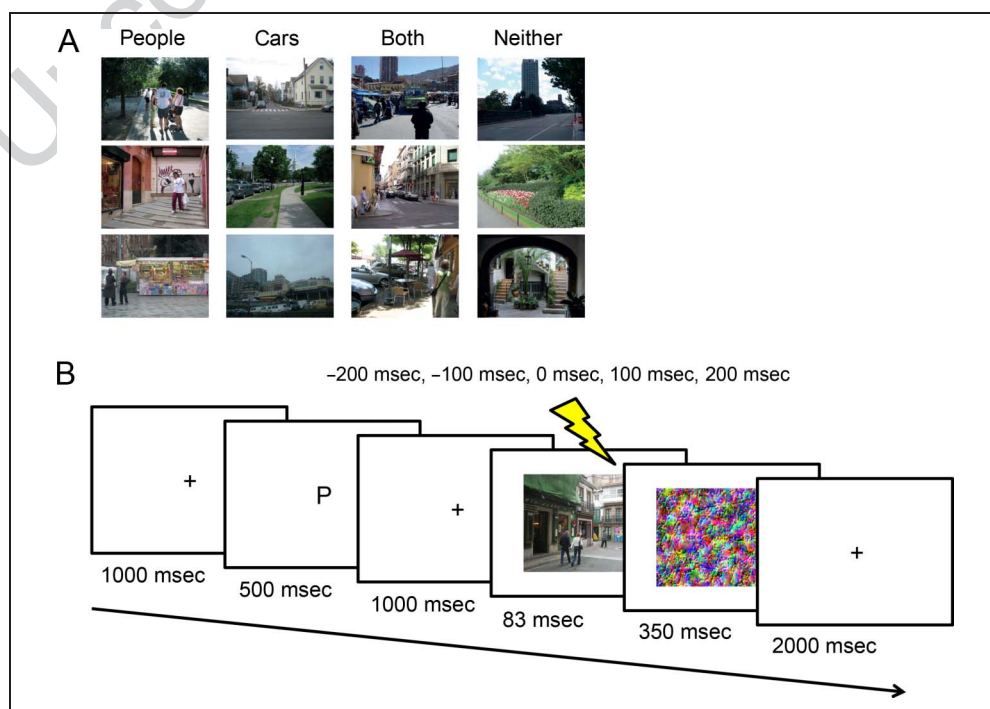 A
People Cars Both Neither
B
−200 msec, −100 msec, 0 msec, 100 msec, 200 msec
+
P
+
+
1000 msec
500 msec
1000 msec
83 msec
350 msec
2000 msec